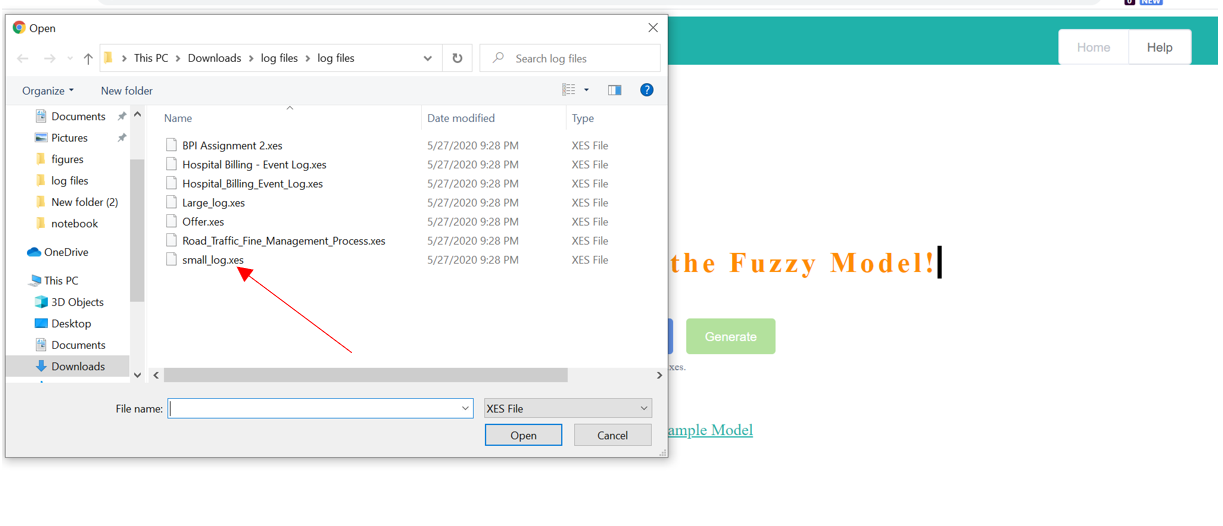 NEW
Open
This PC > Downloads > log files > log files
Search log files
Home
Help
Organize
New folder
Documents
Pictures
figures
log files
New folder (2)
notebook
OneDrive
This PC
3D Objects
Desktop
Documents
Downloads
Name Date modified Type
BPI Assignment 2.xes 5/27/2020 9:28 PM XES File
Hospital Billing - Event Log.xes 5/27/2020 9:28 PM XES File
Hospital_Billing_Event_Log.xes 5/27/2020 9:28 PM XES File
Large_log.xes 5/27/2020 9:28 PM XES File
Offer.xes 5/27/2020 9:28 PM XES File
Road_Traffic_Fine_Management_Process.xes 5/27/2020 9:28 PM XES File
small_log.xes 5/27/2020 9:28 PM XES File
the Fuzzy Model!
Generate
xes.
File name:
XES File
Open
Cancel
ample Model